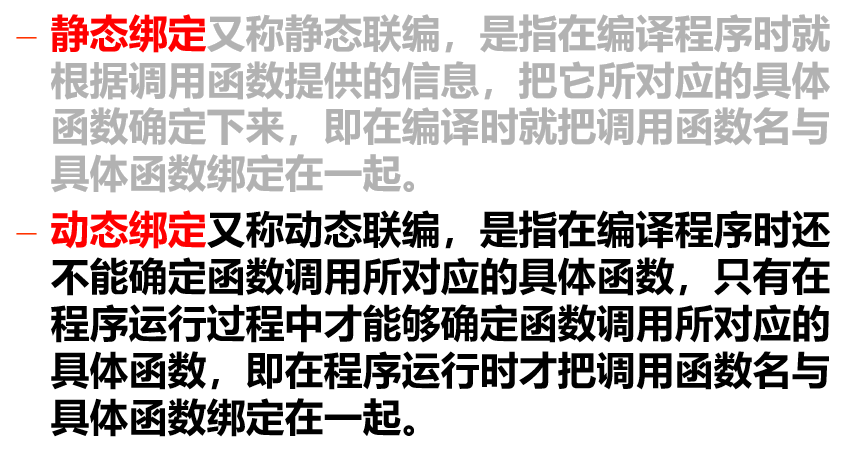 – 静态绑定又称静态联编，是指在编译程序时就
根据调用函数提供的信息，把它所对应的具体
函数确定下来，即在编译时就把调用函数名与
具体函数绑定在一起。
– 动态绑定又称动态联编，是指在编译程序时还
不能确定函数调用所对应的具体函数，只有在
程序运行过程中才能够确定函数调用所对应的
具体函数，即在程序运行时才把调用函数名与
具体函数绑定在一起。